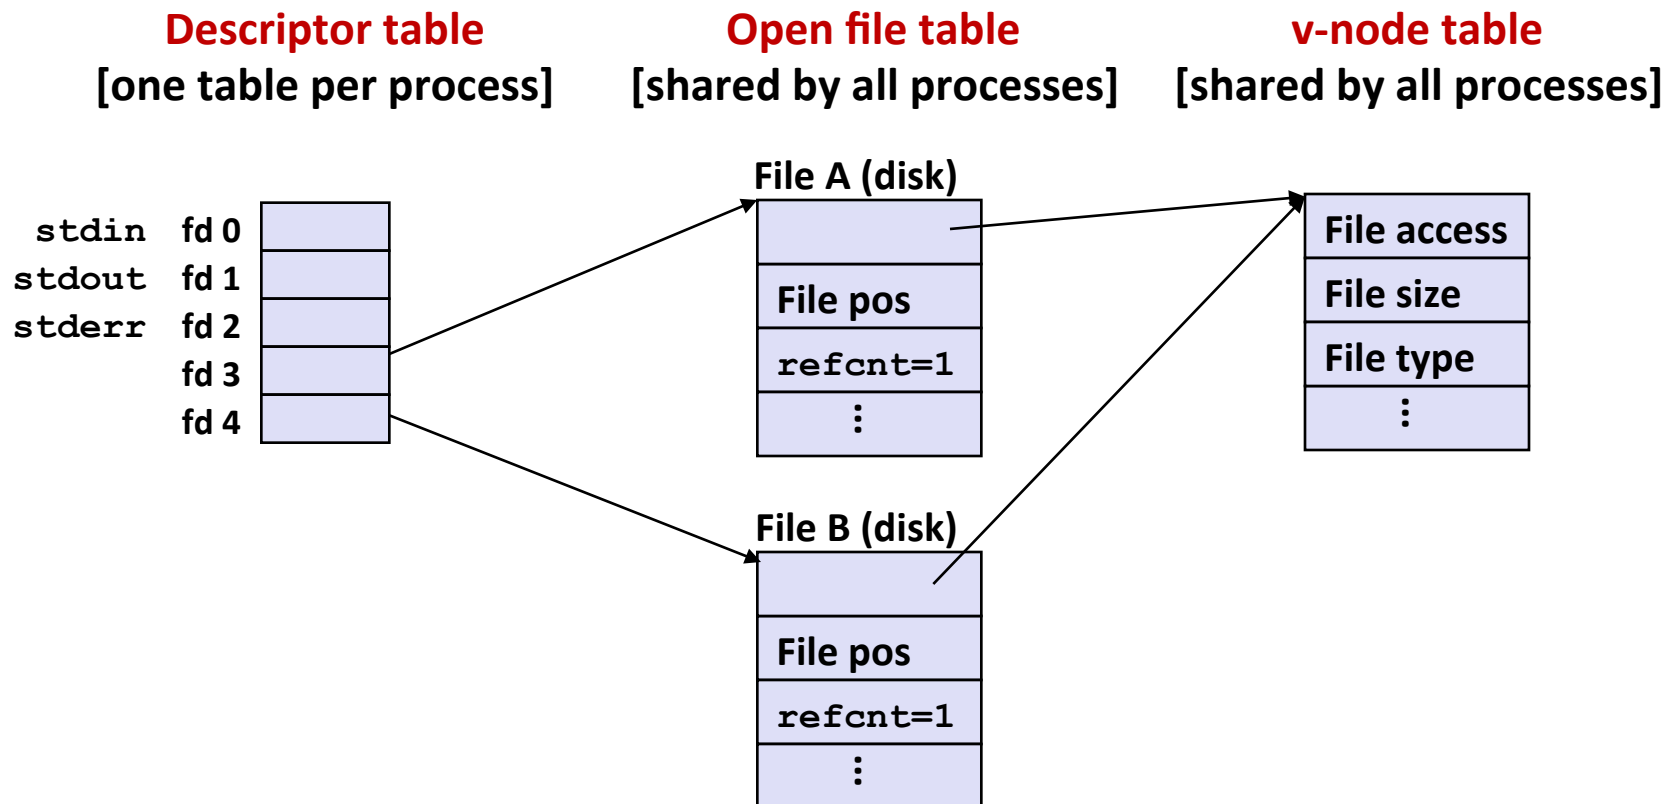 Descriptor table
[one table per process]
Open file table
[shared by all processes]
v-node table
[shared by all processes]
stdin fd 0
stdout fd 1
stderr fd 2
fd 3
fd 4
File A (disk)
File pos
refcnt=1
⋮
File B (disk)
File pos
refcnt=1
⋮
File access
File size
File type
⋮